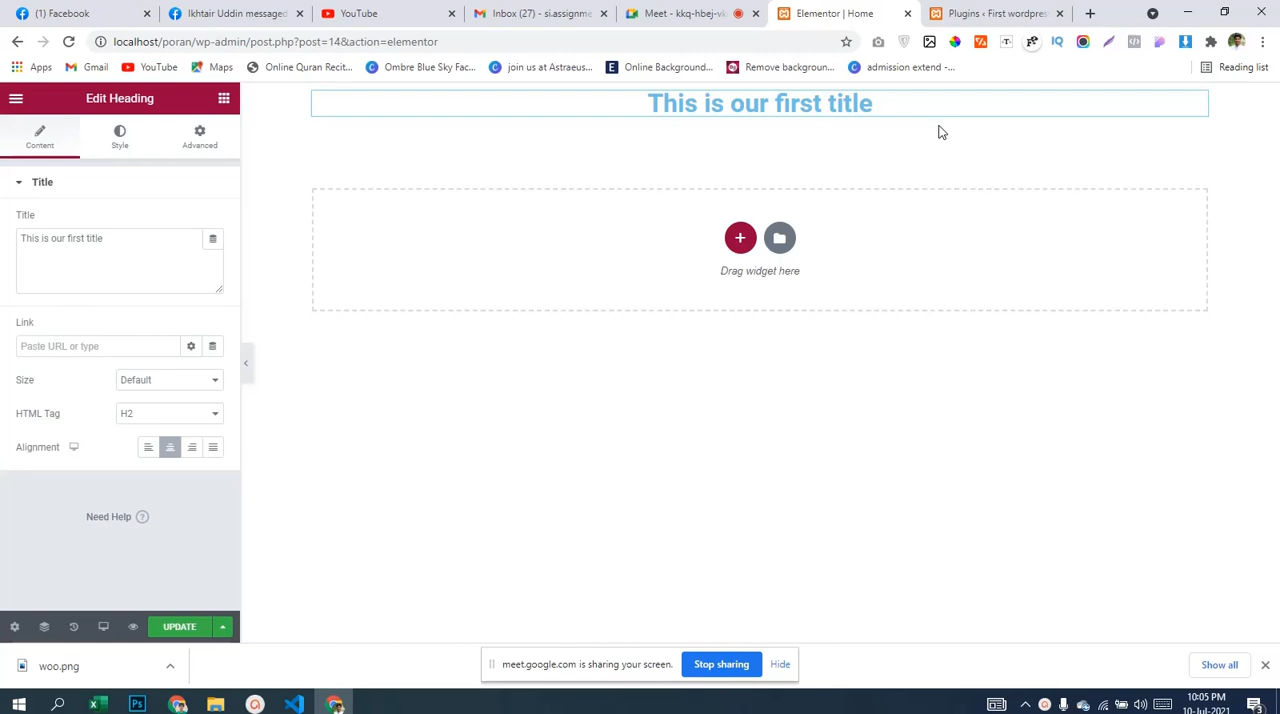 (1) Facebook
Ikhtair Uddin messaged
YouTube
Inbox (27) - si.assignme
Meet - kkq-hbej-vk
Elementor | Home
Plugins ‹ First wordpress
localhost/poran/wp-admin/post.php?post=14&action=elementor
Apps
Gmail
YouTube
Maps
Online Quran Recit...
Ombre Blue Sky Fac...
join us at Astraeus...
Online Background...
Remove backgroun...
admission extend -...
Reading list
Edit Heading
This is our first title
Content
Style
Advanced
Title
Title
This is our first title
Drag widget here
Link
Paste URL or type
Size
Default
HTML Tag
H2
Alignment
Need Help ?
UPDATE
woo.png
meet.google.com is sharing your screen.
Stop sharing
Hide
Show all
10:05 PM
10-Jul-2021
3